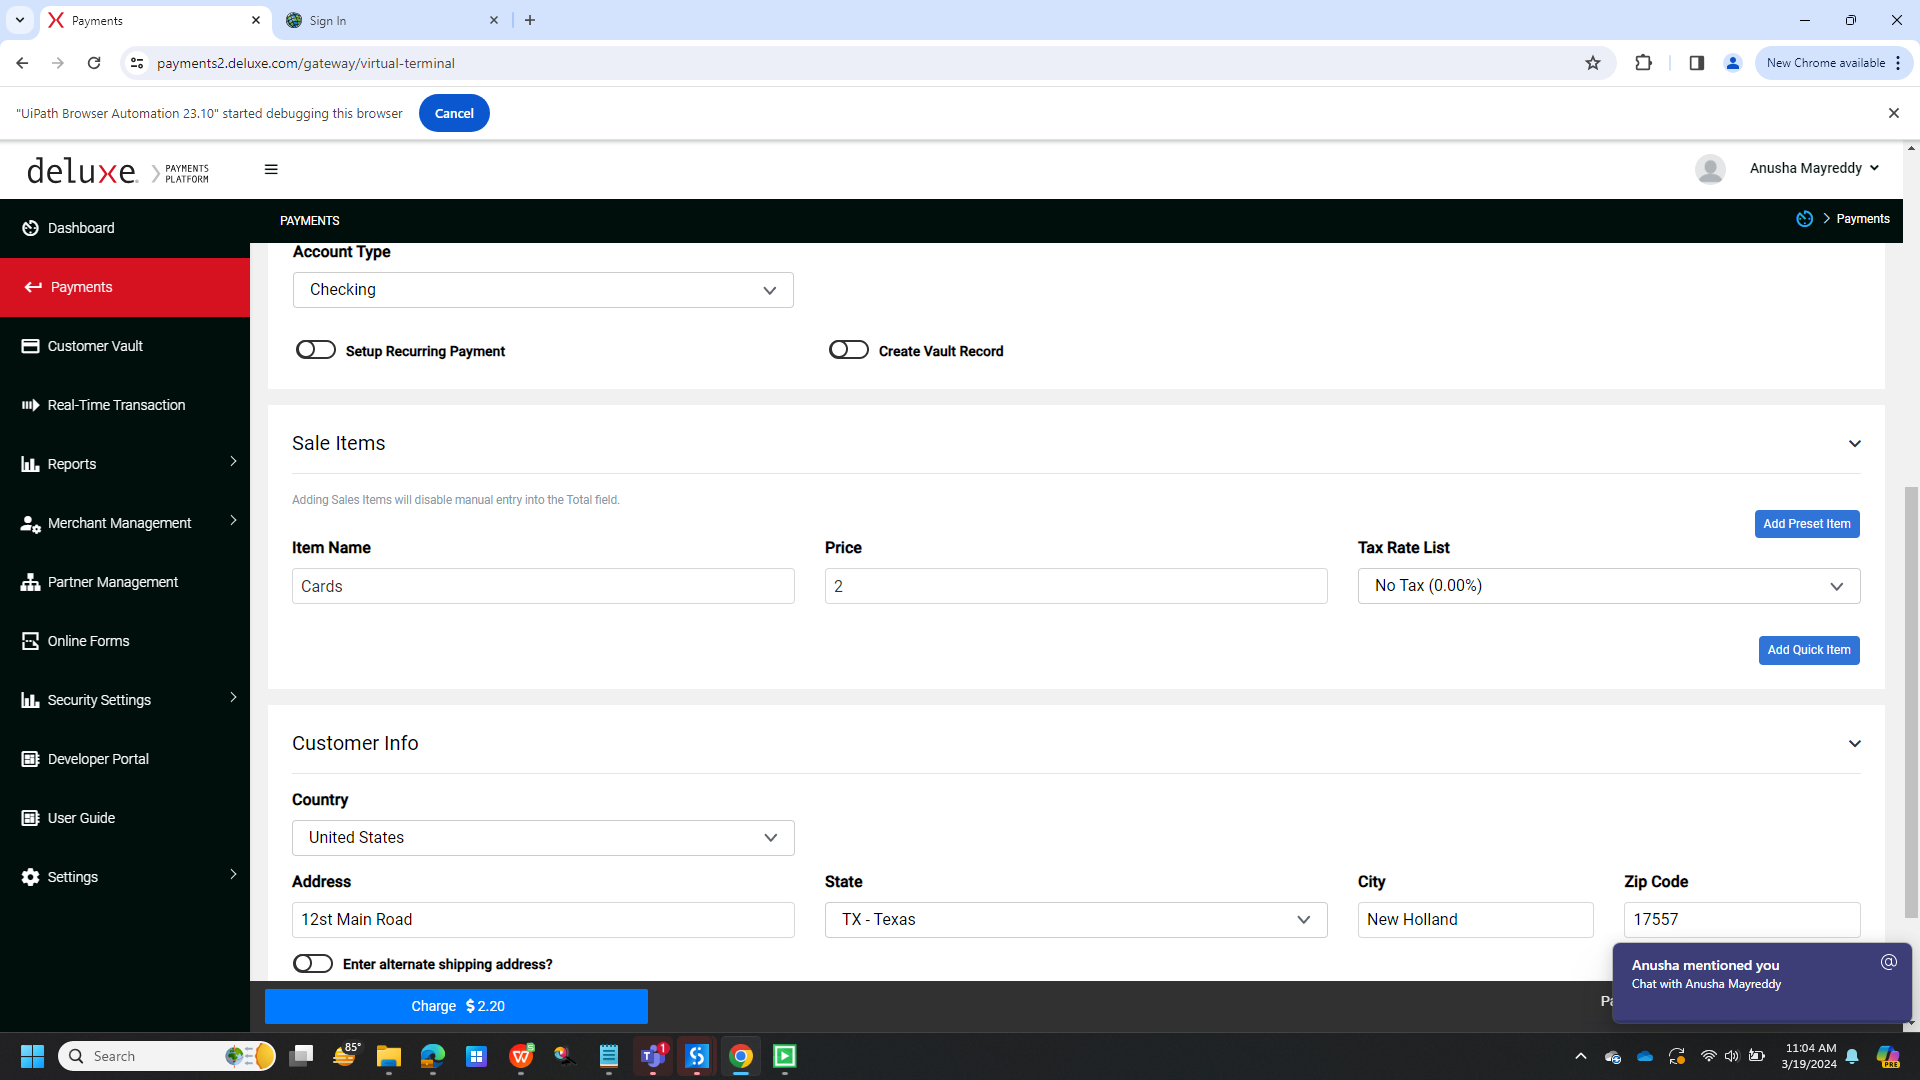 Payments
Sign In
payments2.deluxe.com/gateway/virtual-terminal
New Chrome available
"UiPath Browser Automation 23.10" started debugging this browser
Cancel
deluxe.
PAYMENTS
PLATFORM
Anusha Mayreddy
Dashboard
PAYMENTS
Payments
Payments
Customer Vault
Real-Time Transaction
Reports
Merchant Management
Partner Management
Online Forms
Security Settings
Developer Portal
User Guide
Settings
Account Type
Checking
Setup Recurring Payment
Create Vault Record
Sale Items
Adding Sales Items will disable manual entry into the Total field.
Add Preset Item
Item Name
Price
Tax Rate List
Cards
2
No Tax (0.00%)
Add Quick Item
Customer Info
Country
United States
Address
State
City
Zip Code
12st Main Road
TX - Texas
New Holland
17557
Enter alternate shipping address?
Charge $ 2.20
Anusha mentioned you
@
Chat with Anusha Mayreddy
Search
85°
1
11:04 AM
3/19/2024
PRE